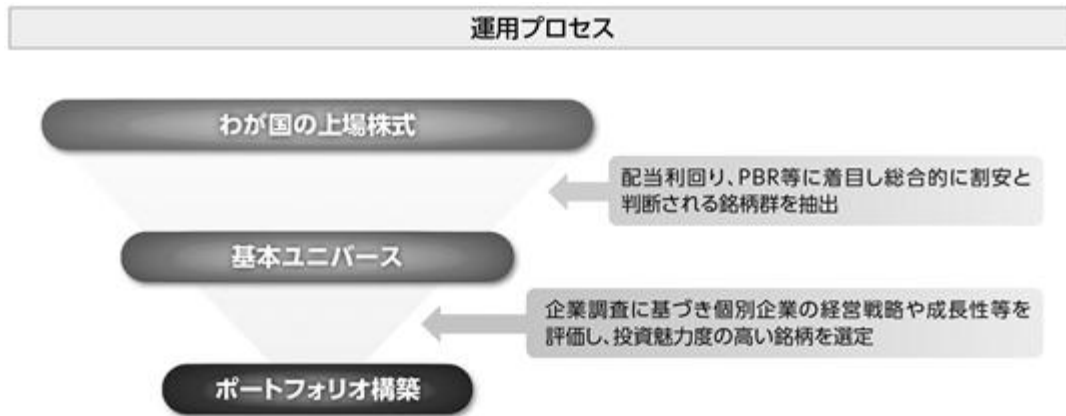 運用プロセス
わが国の上場株式
配当利回り、PBR等に着目し総合的に割安と
判断される銘柄群を抽出
基本ユニバース
企業調査に基づき個別企業の経営戦略や成長性等を
評価し、投資魅力度の高い銘柄を選定
ポートフォリオ構築